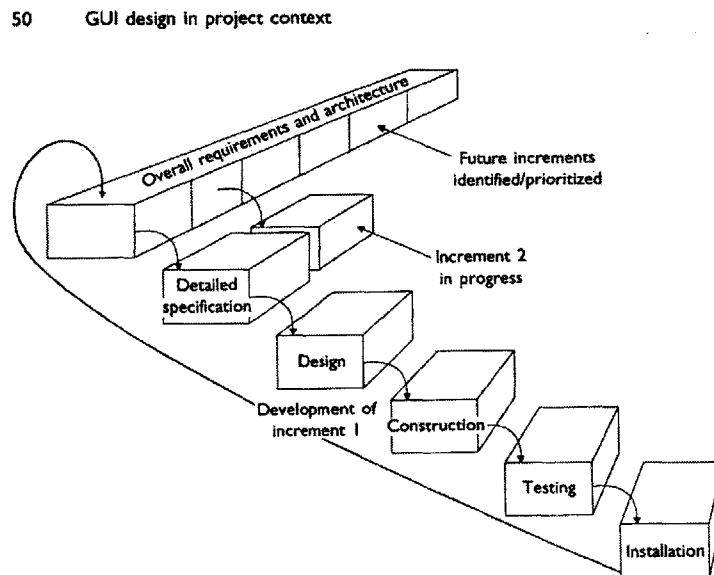 50 GUI design in project context
Overall requirements and architecture
Future increments
identified/prioritized
Increment 2
in progress
Detailed
specification
Design
Development of
increment 1
Construction
Testing
Installation